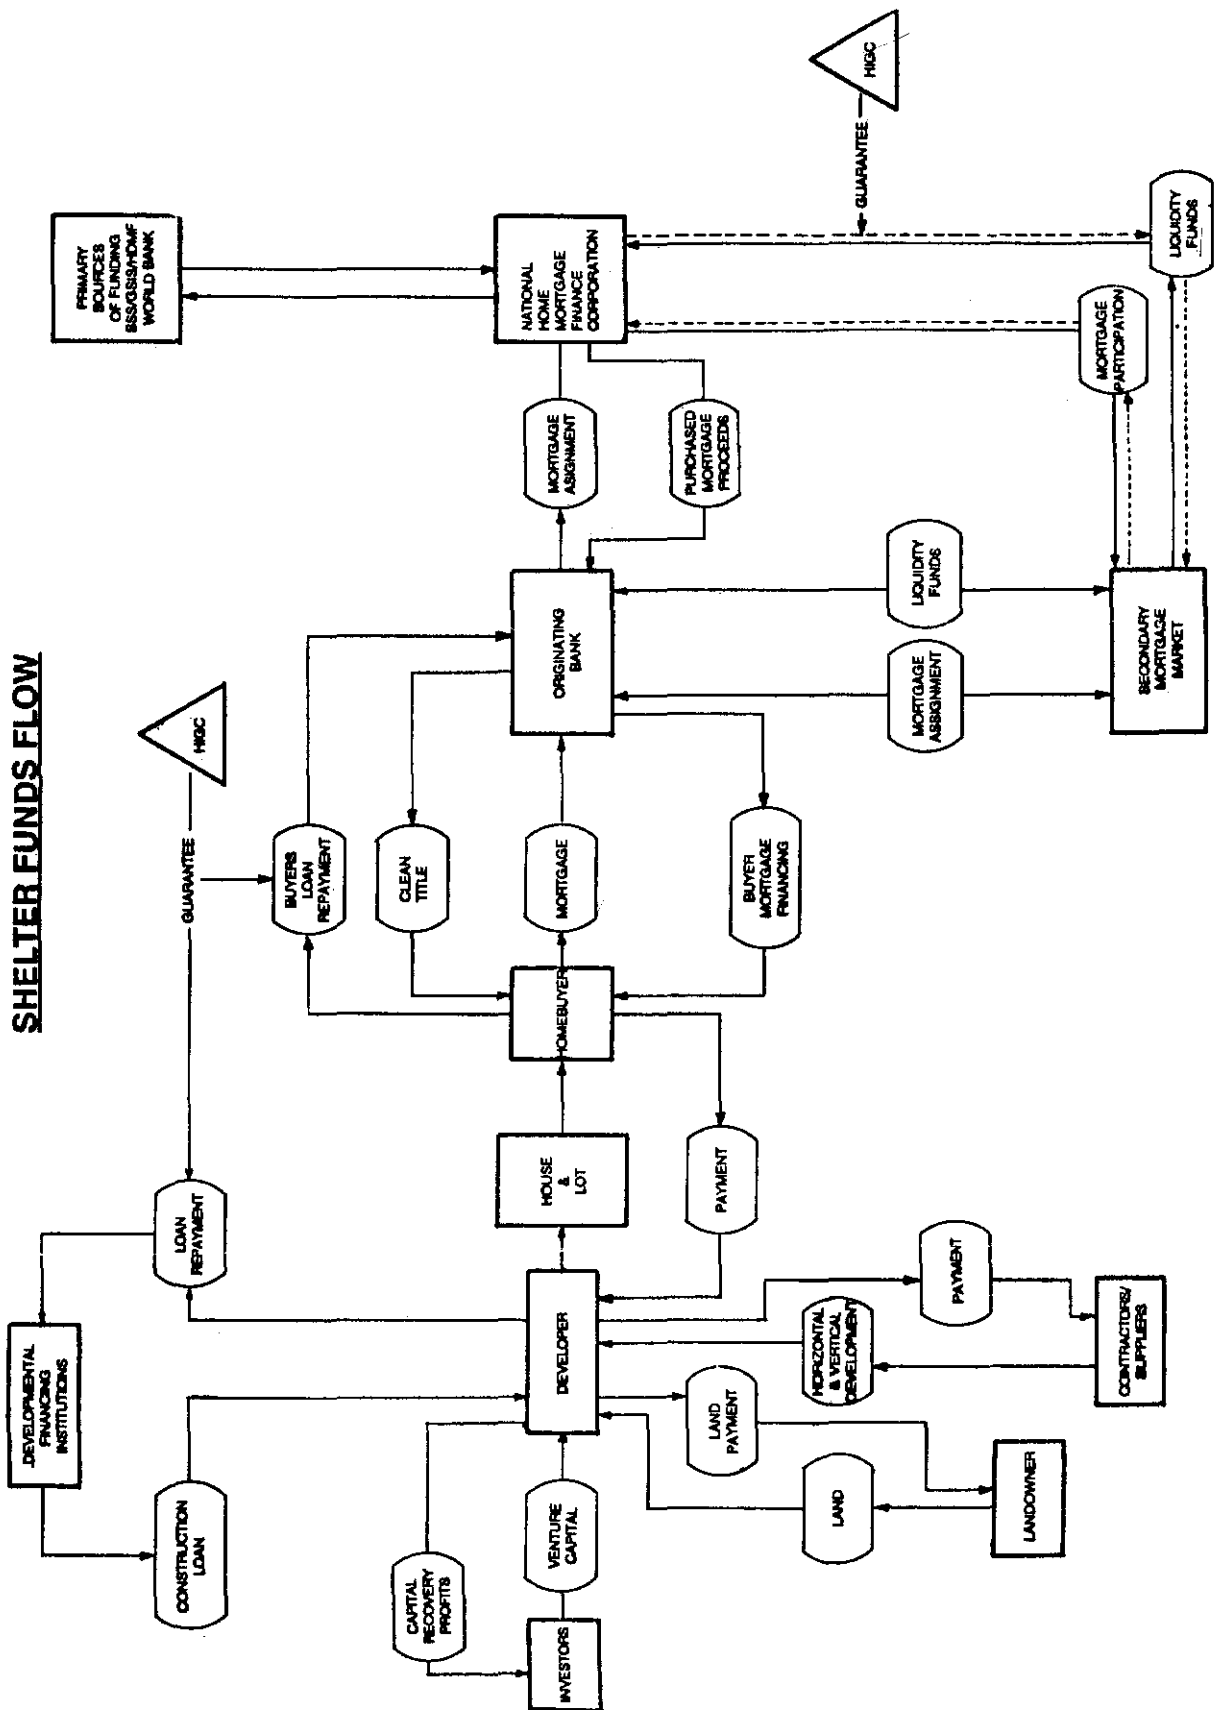 SHELTER FUNDS FLOW
.DEVELOPMENTAL
FINANCING
INSTITUTIONS
CONSTRUCTION
LOAN
LOAN
REPAYMENT
GUARANTEE
HIGC
PRIMARY
SOURCES
OF FUNDING
SSS/GSIS/HDMF
WORLD BANK
CAPITAL
RECOVERY
PROFITS
BUYERS
LOAN
REPAYMENT
CLEAN
TITLE
INVESTORS
VENTURE
CAPITAL
DEVELOPER
HOUSE
&
LOT
HOMEBUYER
MORTGAGE
ORIGINATING
BANK
MORTGAGE
ASIGNMENT
NATIONAL
HOME
MORTGAGE
FINANCE
CORPORATION
LAND
PAYMENT
PAYMENT
BUYER
MORTGAGE
FINANCING
PURCHASED
MORTGAGE
PROCEEDS
LAND
HORIZONTAL
& VERTICAL
DEVELOPMENT
PAYMENT
MORTGAGE
ASSIGNMENT
LIQUIDITY
FUNDS
GUARANTEE
HIGC
LANDOWNER
CONTRACTORS/
SUPPLIERS
SECONDARY
MORTGAGE
MARKET
MORTGAGE
PARTICIPATION
LIQUIDITY
FUNDS